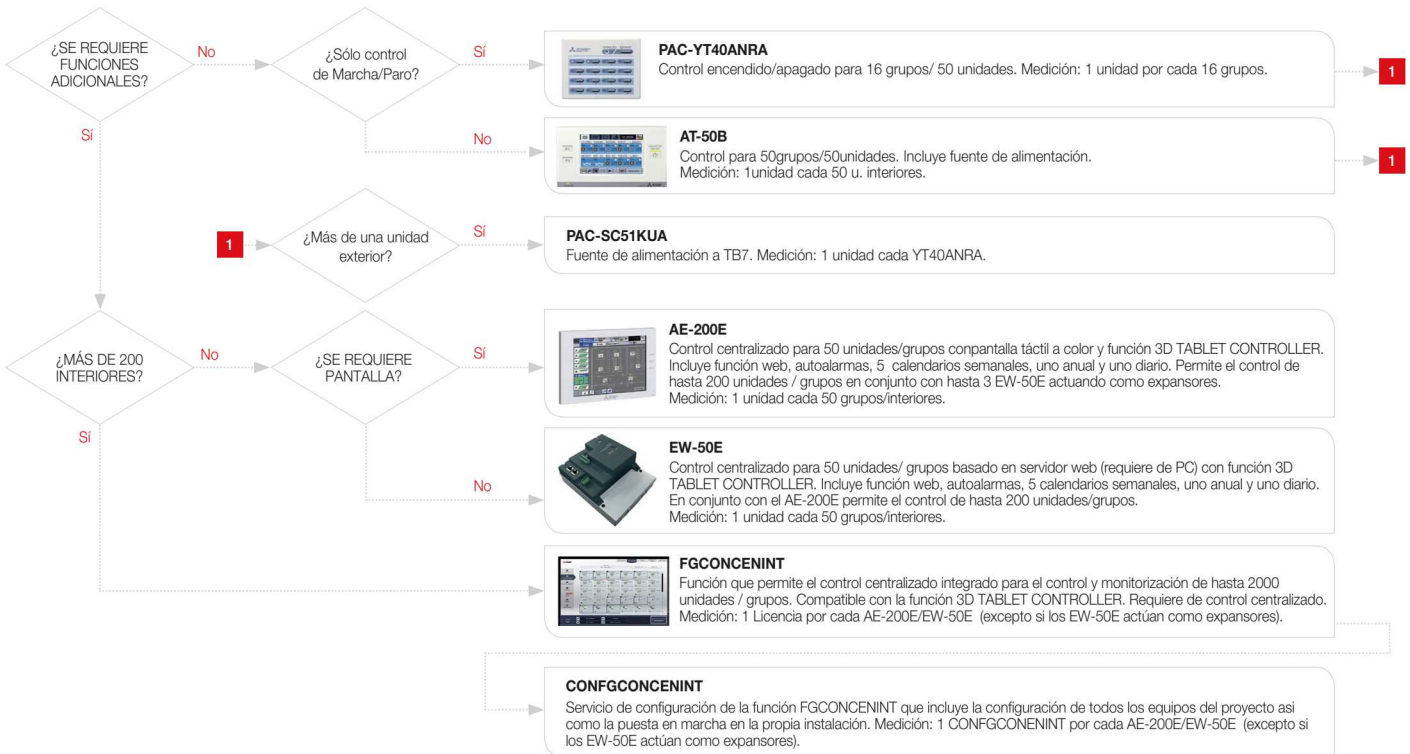 ¿SE REQUIERE
FUNCIONES
ADICIONALES?
No
¿Sólo control
de Marcha/Paro?
Sí
PAC-YT40ANRA
Control encendido/apagado para 16 grupos/ 50 unidades. Medición: 1 unidad por cada 16 grupos.
1
Sí
No
AT-50B
Control para 50grupos/50unidades. Incluye fuente de alimentación.
Medición: 1unidad cada 50 u. interiores.
1
1
¿Más de una unidad
exterior?
Sí
PAC-SC51KUA
Fuente de alimentación a TB7. Medición: 1 unidad cada YT40ANRA.
¿MÁS DE 200
INTERIORES?
No
¿SE REQUIERE
PANTALLA?
Sí
AE-200E
Control centralizado para 50 unidades/grupos conpantalla táctil a color y función 3D TABLET CONTROLLER.
Incluye función web, autoalarmas, 5 calendarios semanales, uno anual y uno diario. Permite el control de
hasta 200 unidades / grupos en conjunto con hasta 3 EW-50E actuando como expansores.
Medición: 1 unidad cada 50 grupos/interiores.
Sí
No
EW-50E
Control centralizado para 50 unidades/ grupos basado en servidor web (requiere de PC) con función 3D
TABLET CONTROLLER. Incluye función web, autoalarmas, 5 calendarios semanales, uno anual y uno diario.
En conjunto con el AE-200E permite el control de hasta 200 unidades/grupos.
Medición: 1 unidad cada 50 grupos/interiores.
FGCONCENINT
Función que permite el control centralizado integrado para el control y monitorización de hasta 2000
unidades / grupos. Compatible con la función 3D TABLET CONTROLLER. Requiere de control centralizado.
Medición: 1 Licencia por cada AE-200E/EW-50E (excepto si los EW-50E actúan como expansores).
CONFGCONCENINT
Servicio de configuración de la función FGCONCENINT que incluye la configuración de todos los equipos del proyecto asi
como la puesta en marcha en la propia instalación. Medición: 1 CONFGCONENINT por cada AE-200E/EW-50E (excepto si
los EW-50E actúan como expansores).